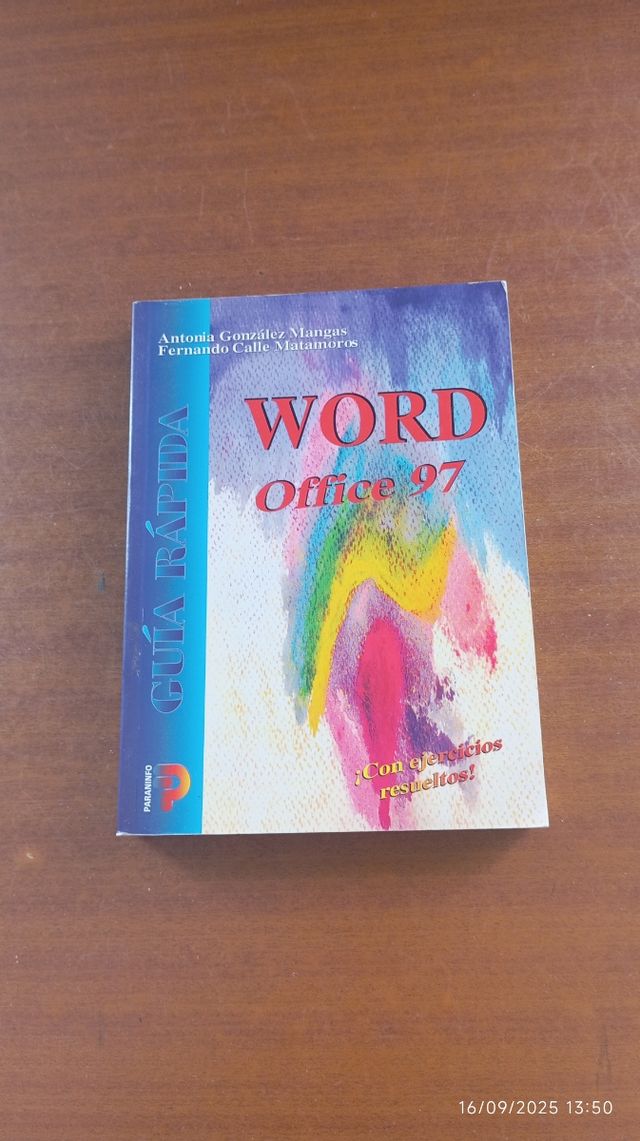 Antonia González Mangas
Fernando Calle Matamoros
WORD
Office 97
GUÍA RÁPIDA
¡Con ejercicios
resueltos!
PARANINFO
16/09/2025 13:50